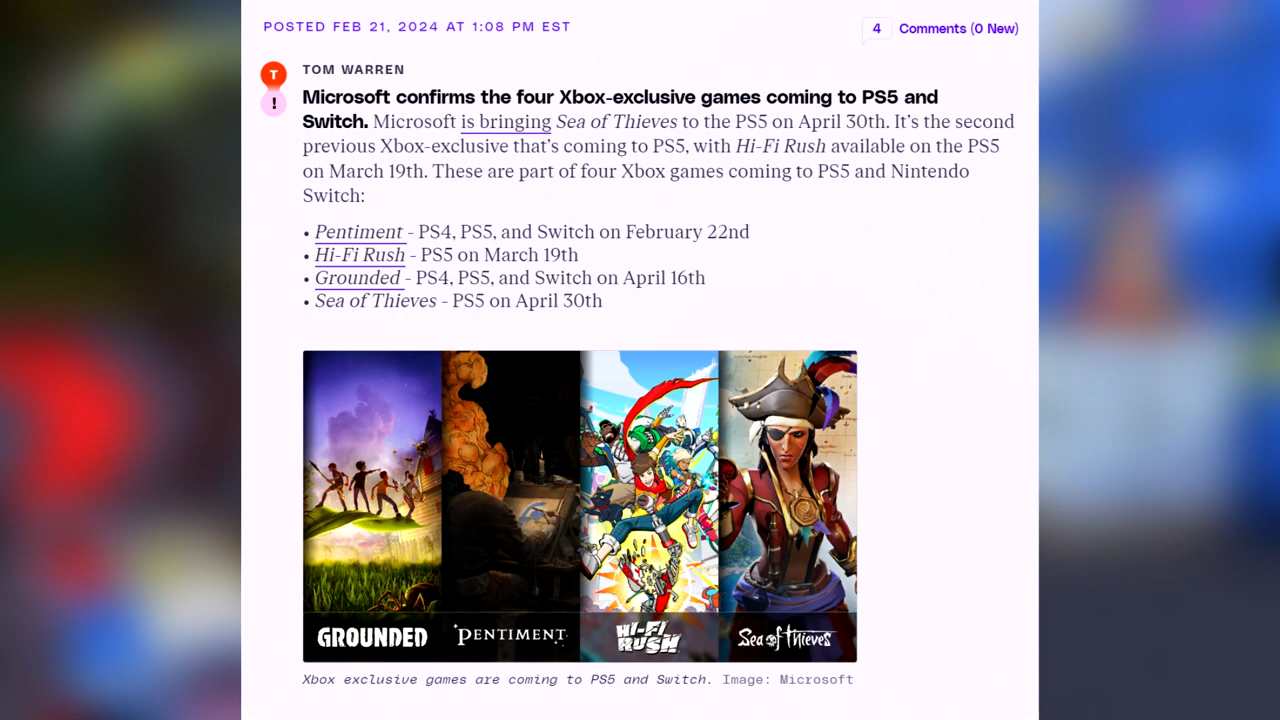 POSTED FEB 21, 2024 AT 1:08 PM EST
4 Comments (0 New)
T
TOM WARREN
!
Microsoft confirms the four Xbox-exclusive games coming to PS5 and
Switch. Microsoft is bringing Sea of Thieves to the PS5 on April 30th. It’s the second
previous Xbox-exclusive that’s coming to PS5, with Hi-Fi Rush available on the PS5
on March 19th. These are part of four Xbox games coming to PS5 and Nintendo
Switch:
• Pentiment - PS4, PS5, and Switch on February 22nd
• Hi-Fi Rush - PS5 on March 19th
• Grounded - PS4, PS5, and Switch on April 16th
• Sea of Thieves - PS5 on April 30th
GROUNDED
PENTIMENT
HI-FI
RUSH
Sea of Thieves
Xbox exclusive games are coming to PS5 and Switch. Image: Microsoft